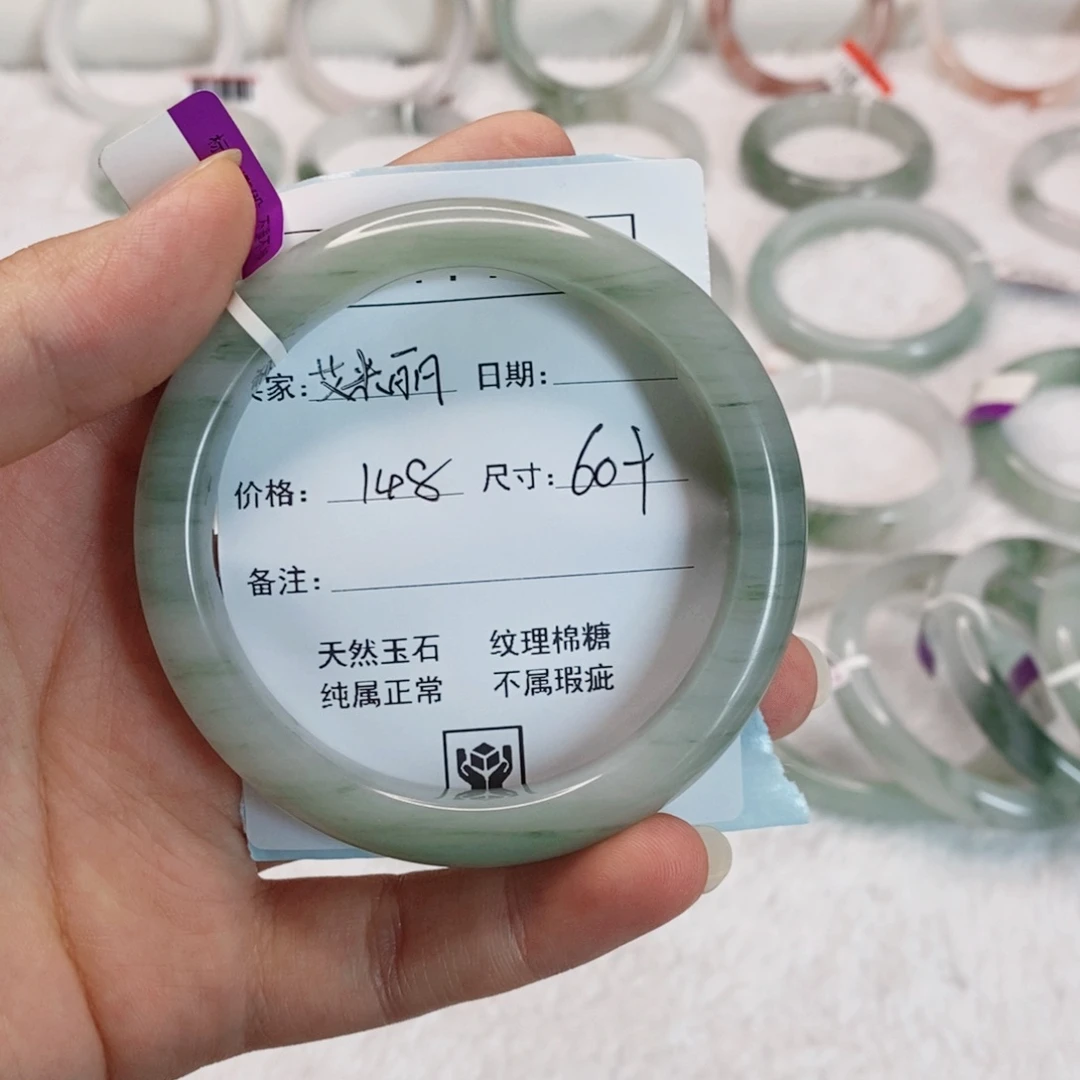 家:艾米丽 日期:
价格: 148 尺寸: 60+
备注:
天然玉石 纹理棉糖
纯属正常 不属瑕疵